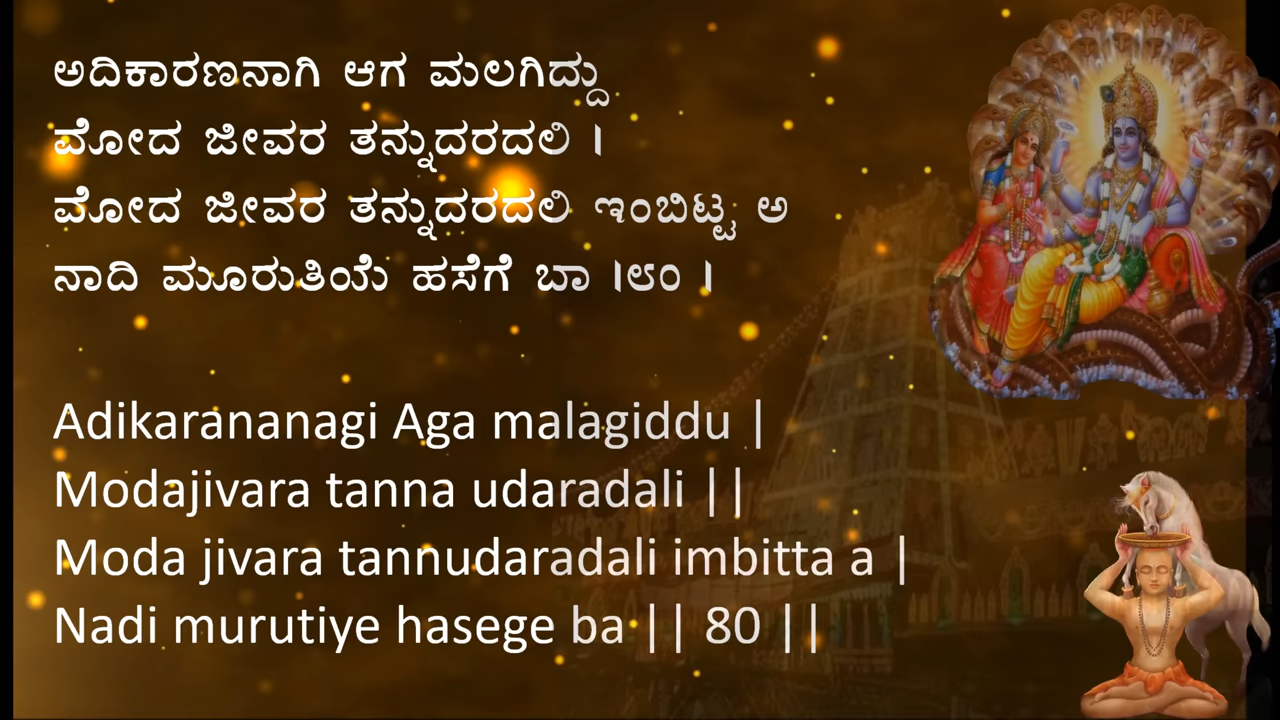 ಅದಿಕಾರಣನಾಗಿ ಆಗ ಮಲಗಿದ್ದು
ಮೋದ ಜೀವರ ತನ್ನುದರದಲಿ ।
ಮೋದ ಜೀವರ ತನ್ನುದರದಲಿ ಇಂಬಿಟ್ಟ ಅ
ನಾದಿ ಮೂರುತಿಯೆ ಹಸೆಗೆ ಬಾ ।೮೦ ।
Adikarananagi Aga malagiddu |
Modajivara tanna udaradali ||
Moda jivara tannudaradali imbitta a |
Nadi murutiye hasege ba || 80 ||